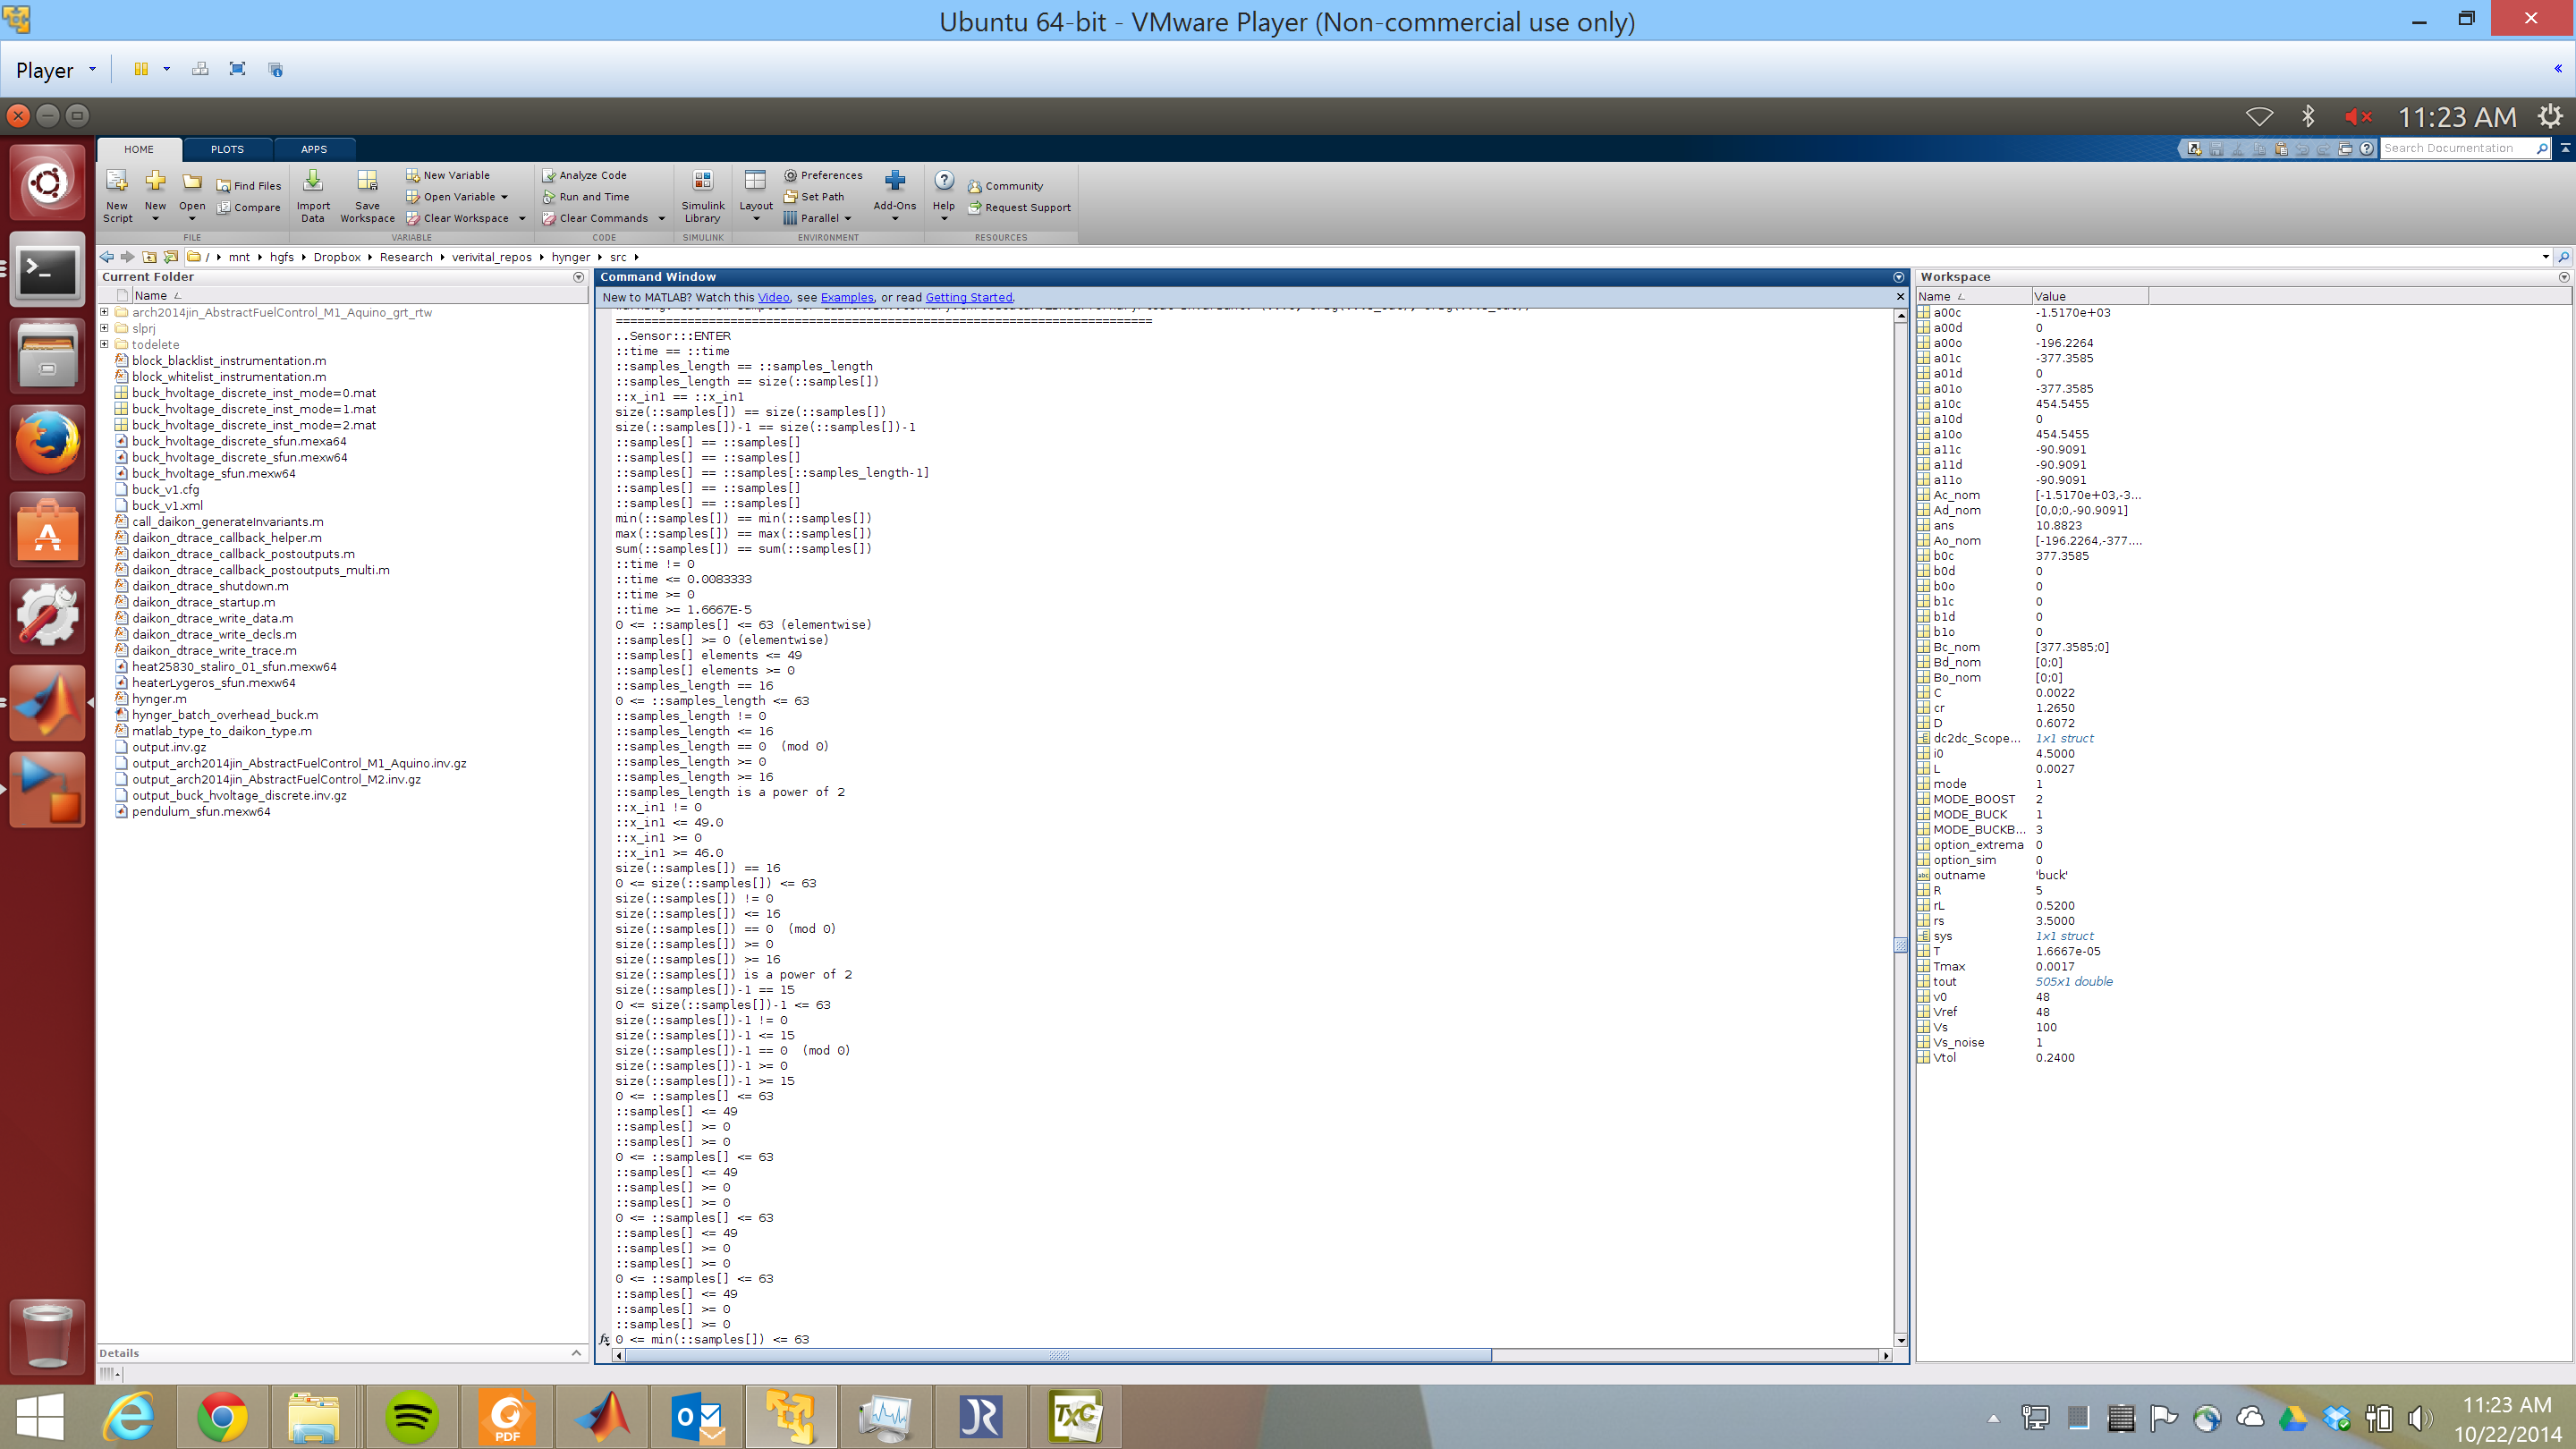 Ubuntu 64-bit - VMware Player (Non-commercial use only)
Player
11:23 AM
HOME
PLOTS
APPS
Search Documentation
New Script
New
Open
Find Files
Compare
FILE
Import Data
Save Workspace
New Variable
Open Variable
Clear Workspace
VARIABLE
Analyze Code
Run and Time
Clear Commands
CODE
Simulink Library
SIMULINK
Layout
Preferences
Set Path
Parallel
ENVIRONMENT
Add-Ons
Help
Community
Request Support
RESOURCES
/ mnt hgfs Dropbox Research verivital_repos hynger src
Current Folder
Name
arch2014jin_AbstractFuelControl_M1_Aquino_grt_rtw
slprj
todelete
block_blacklist_instrumentation.m
block_whitelist_instrumentation.m
buck_hvoltage_discrete_inst_mode=0.mat
buck_hvoltage_discrete_inst_mode=1.mat
buck_hvoltage_discrete_inst_mode=2.mat
buck_hvoltage_discrete_sfun.mexa64
buck_hvoltage_discrete_sfun.mexw64
buck_hvoltage_sfun.mexw64
buck_v1.cfg
buck_v1.xml
call_daikon_generateInvariants.m
daikon_dtrace_callback_helper.m
daikon_dtrace_callback_postoutputs.m
daikon_dtrace_callback_postoutputs_multi.m
daikon_dtrace_shutdown.m
daikon_dtrace_startup.m
daikon_dtrace_write_data.m
daikon_dtrace_write_decls.m
daikon_dtrace_write_trace.m
heat25830_staliro_01_sfun.mexw64
heaterLygeros_sfun.mexw64
hynger.m
hynger_batch_overhead_buck.m
matlab_type_to_daikon_type.m
output.inv.gz
output_arch2014jin_AbstractFuelControl_M1_Aquino.inv.gz
output_arch2014jin_AbstractFuelControl_M2.inv.gz
output_buck_hvoltage_discrete.inv.gz
pendulum_sfun.mexw64
Details
Command Window
New to MATLAB? Watch this Video, see Examples, or read Getting Started.
===========================================================================
..Sensor:::ENTER
::time == ::time
::samples_length == ::samples_length
::samples_length == size(::samples[])
::x_in1 == ::x_in1
size(::samples[]) == size(::samples[])
size(::samples[])-1 == size(::samples[])-1
::samples[] == ::samples[]
::samples[] == ::samples[]
::samples[] == ::samples[::samples_length-1]
::samples[] == ::samples[]
::samples[] == ::samples[]
min(::samples[]) == min(::samples[])
max(::samples[]) == max(::samples[])
sum(::samples[]) == sum(::samples[])
::time != 0
::time <= 0.0083333
::time >= 0
::time >= 1.6667E-5
0 <= ::samples[] <= 63 (elementwise)
::samples[] >= 0 (elementwise)
::samples[] elements <= 49
::samples[] elements >= 0
::samples_length == 16
0 <= ::samples_length <= 63
::samples_length != 0
::samples_length <= 16
::samples_length == 0 (mod 0)
::samples_length >= 0
::samples_length >= 16
::samples_length is a power of 2
::x_in1 != 0
::x_in1 <= 49.0
::x_in1 >= 0
::x_in1 >= 46.0
size(::samples[]) == 16
0 <= size(::samples[]) <= 63
size(::samples[]) != 0
size(::samples[]) <= 16
size(::samples[]) == 0 (mod 0)
size(::samples[]) >= 0
size(::samples[]) >= 16
size(::samples[]) is a power of 2
size(::samples[])-1 == 15
0 <= size(::samples[])-1 <= 63
size(::samples[])-1 != 0
size(::samples[])-1 <= 15
size(::samples[])-1 == 0 (mod 0)
size(::samples[])-1 >= 0
size(::samples[])-1 >= 15
0 <= ::samples[] <= 63
::samples[] <= 49
::samples[] >= 0
::samples[] >= 0
0 <= ::samples[] <= 63
::samples[] <= 49
::samples[] >= 0
::samples[] >= 0
0 <= ::samples[] <= 63
::samples[] <= 49
::samples[] >= 0
::samples[] >= 0
0 <= ::samples[] <= 63
::samples[] <= 49
::samples[] >= 0
::samples[] >= 0
fx 0 <= min(::samples[]) <= 63
Workspace
Name Value
a00c -1.5170e+03
a00d 0
a00o -196.2264
a01c -377.3585
a01d 0
a01o -377.3585
a10c 454.5455
a10d 0
a10o 454.5455
a11c -90.9091
a11d -90.9091
a11o -90.9091
Ac_nom [-1.5170e+03,-3...
Ad_nom [0,0;0,-90.9091]
ans 10.8823
Ao_nom [-196.2264,-377....
b0c 377.3585
b0d 0
b0o 0
b1c 0
b1d 0
b1o 0
Bc_nom [377.3585;0]
Bd_nom [0;0]
Bo_nom [0;0]
C 0.0022
cr 1.2650
D 0.6072
dc2dc_Scope... 1x1 struct
i0 4.5000
L 0.0027
mode 1
MODE_BOOST 2
MODE_BUCK 1
MODE_BUCKB... 3
option_extrema 0
option_sim 0
outname 'buck'
R 5
rL 0.5200
rs 3.5000
sys 1x1 struct
T 1.6667e-05
Tmax 0.0017
tout 505x1 double
v0 48
Vref 48
Vs 100
Vs_noise 1
Vtol 0.2400
PDF
TXC
11:23 AM
10/22/2014